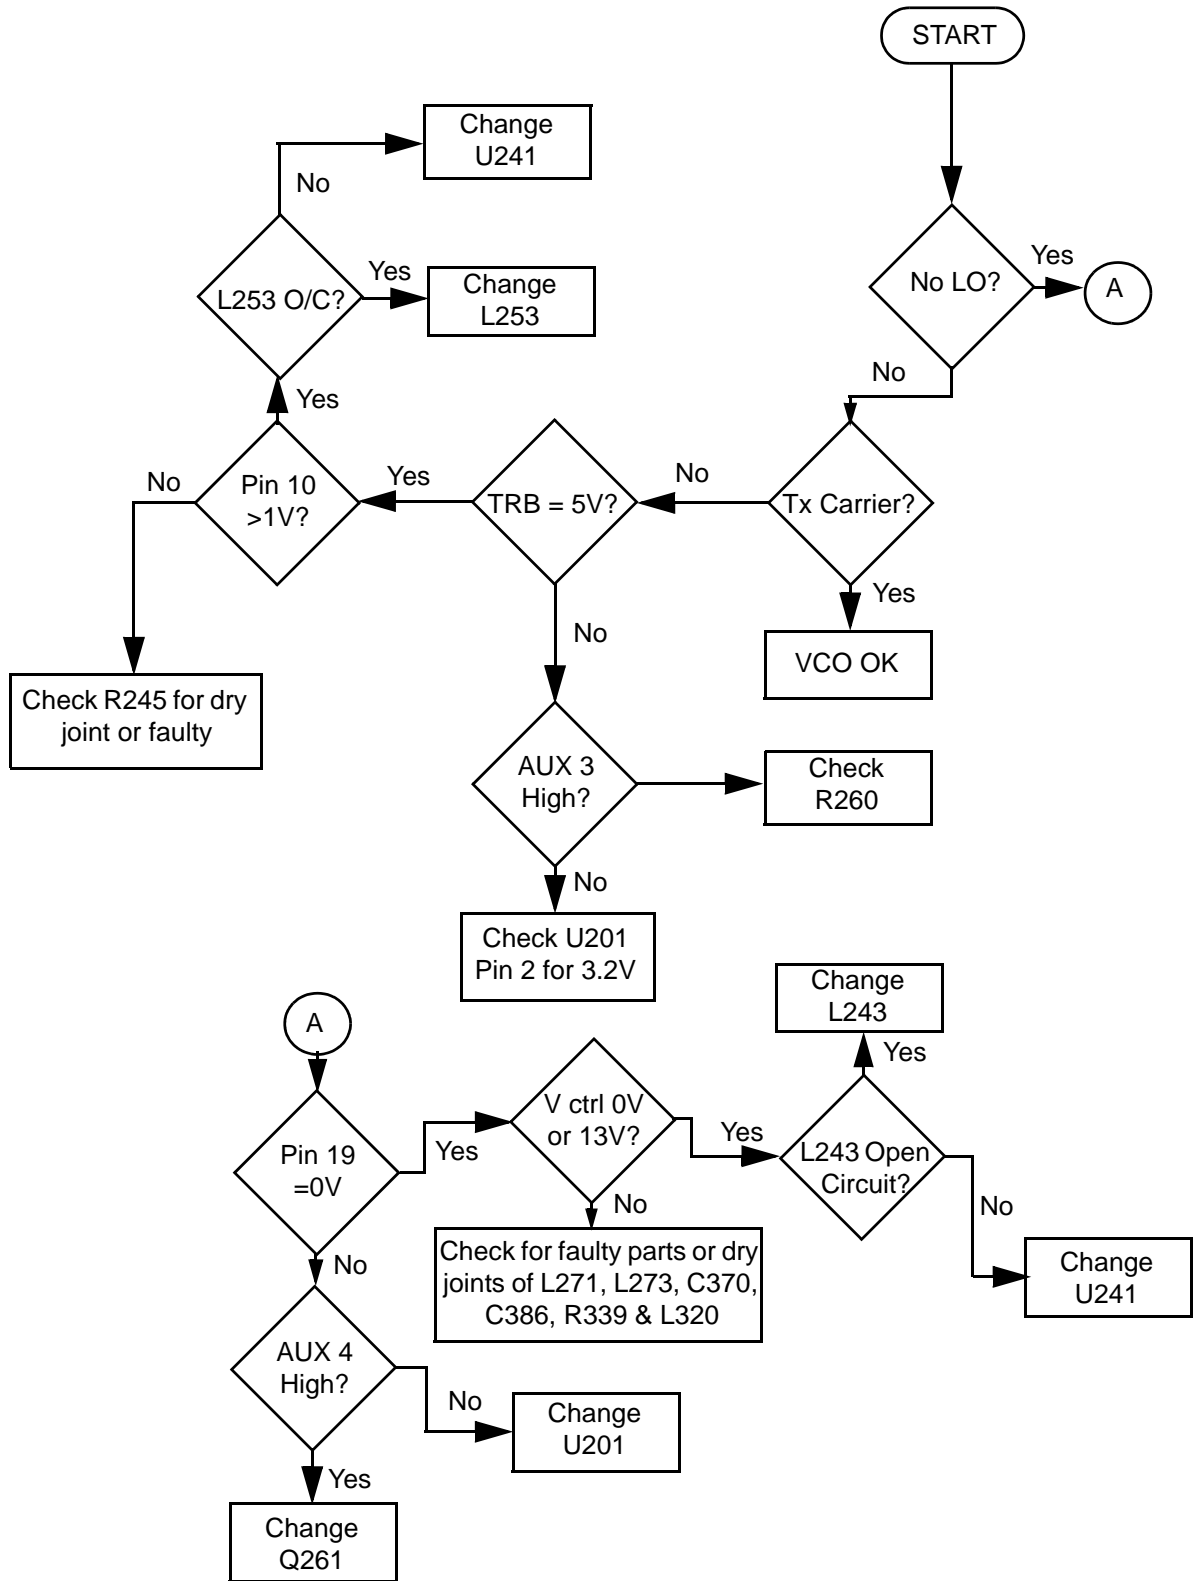 START
Change
U241
No
L253 O/C?
Yes
Change
L253
No LO?
Yes
A
No
Yes
Pin 10
>1V?
No
Yes
TRB = 5V?
No
Tx Carrier?
Yes
VCO OK
No
Check R245 for dry
joint or faulty
AUX 3
High?
Check
R260
No
Check U201
Pin 2 for 3.2V
Change
L243
A
Yes
V ctrl 0V
or 13V?
Yes
L243 Open
Circuit?
Pin 19
=0V
Yes
No
No
Check for faulty parts or dry
joints of L271, L273, C370,
C386, R339 & L320
No
Change
U241
AUX 4
High?
No
Change
U201
Yes
Change
Q261